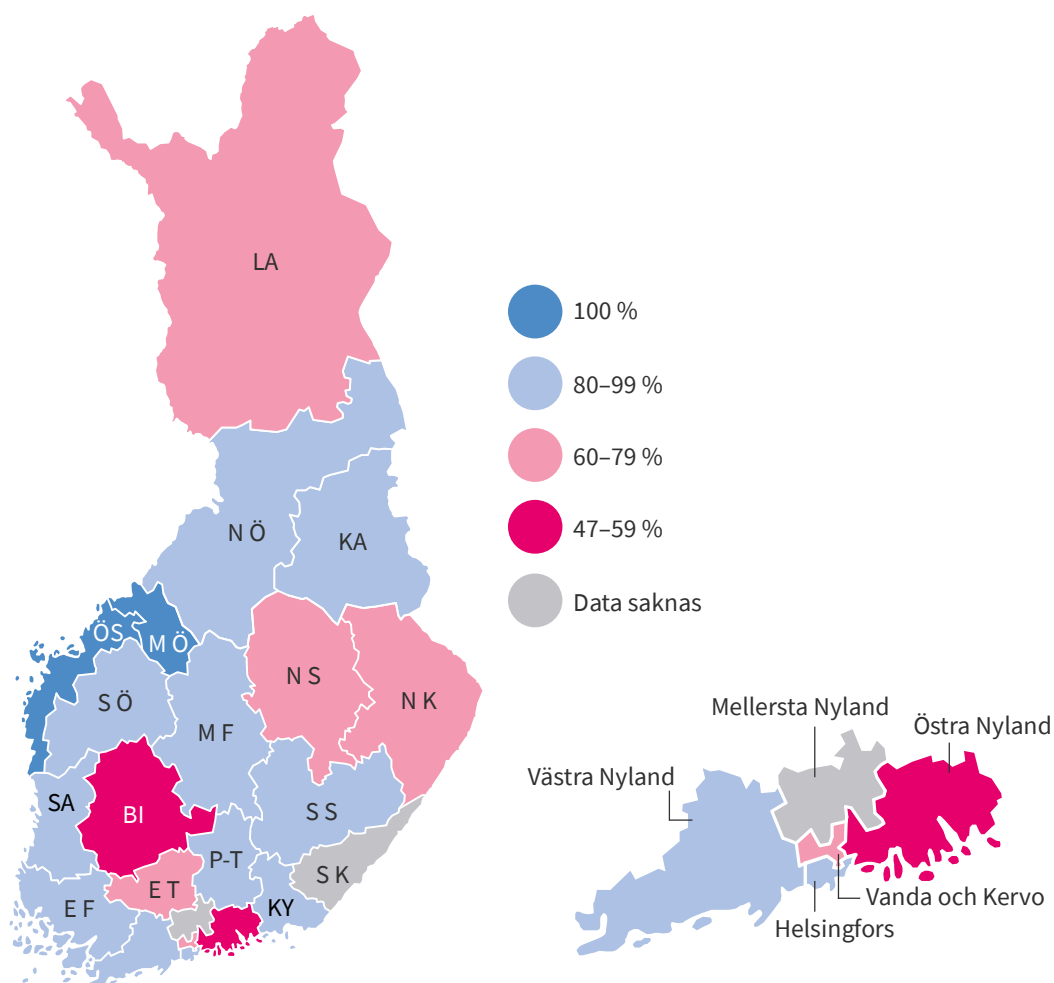 LA
100 %
80–99 %
60–79 %
47–59 %
Data saknas
N Ö
KA
ÖS
M Ö
N S
N K
S Ö
M F
SA
BI
S S
P-T
S K
E T
E F
KY
Mellersta Nyland
Östra Nyland
Västra Nyland
Vanda och Kervo
Helsingfors